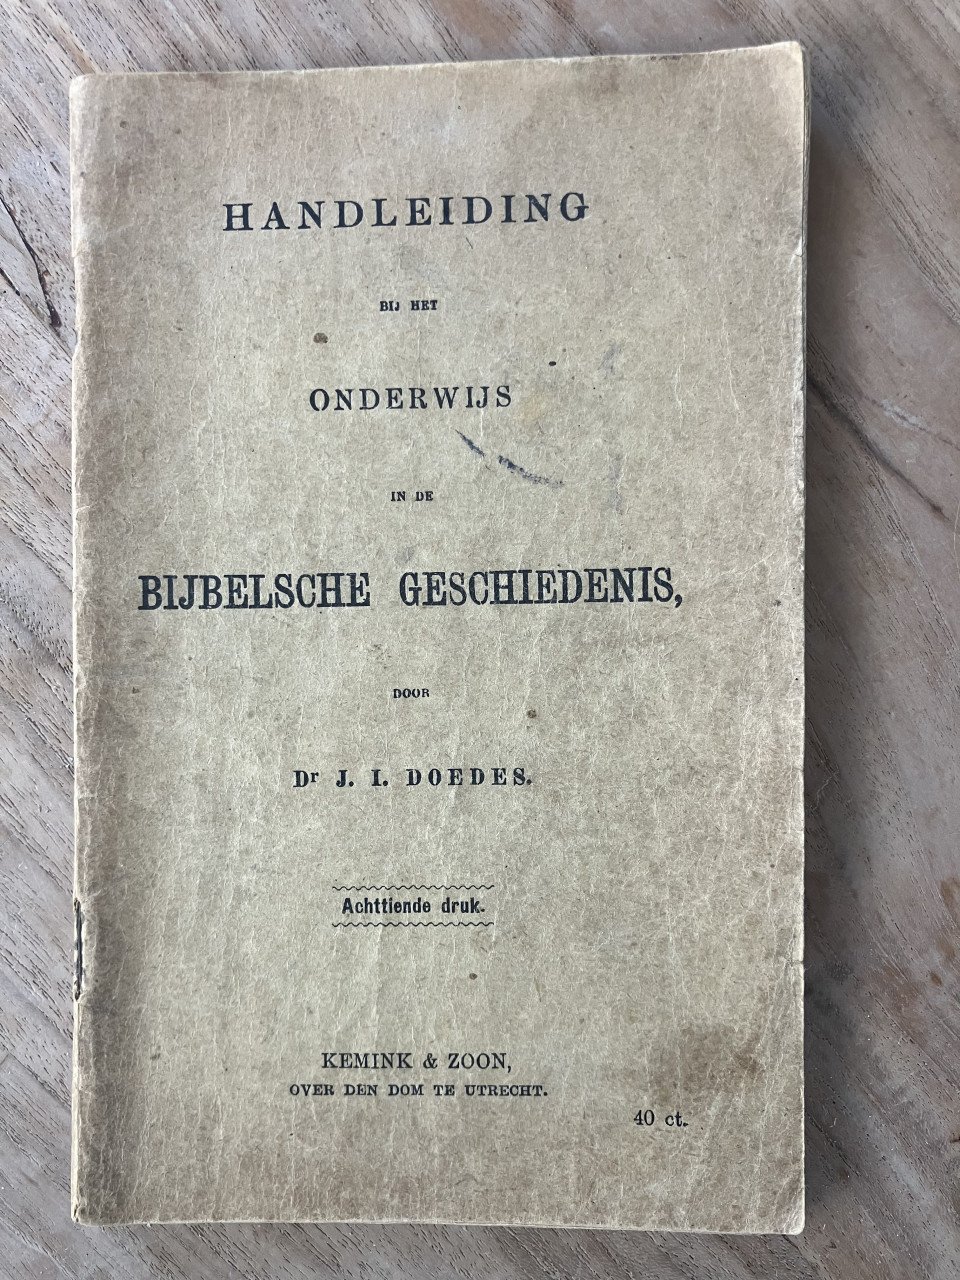 HANDLEIDING
BIJ HET
ONDERWIJS
IN DE
BIJBELSCHE GESCHIEDENIS,
DOOR
Dr J. I. DOEDES.
Achttiende druk.
KEMINK & ZOON,
OVER DEN DOM TE UTRECHT.
40 ct.